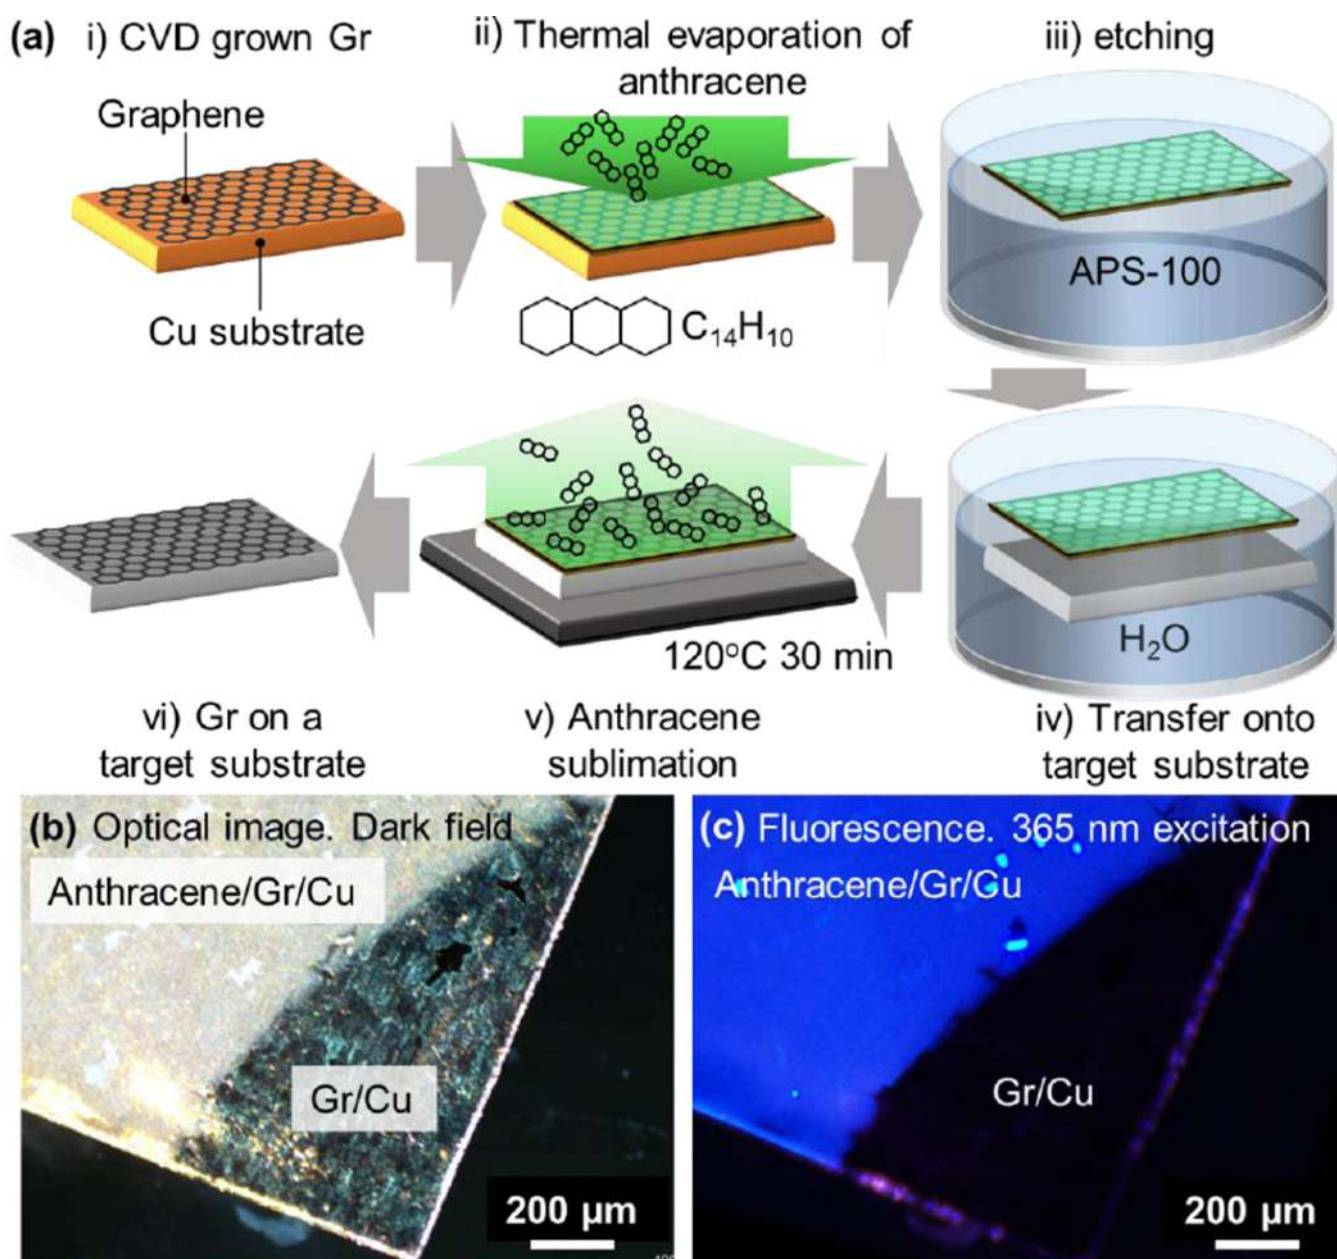 (a) i) CVD grown Gr
ii) Thermal evaporation of
anthracene
iii) etching
Graphene
Cu substrate
C₁₄H₁₀
APS-100
H₂O
120°C 30 min
vi) Gr on a
target substrate
v) Anthracene
sublimation
iv) Transfer onto
target substrate
(b) Optical image. Dark field
Anthracene/Gr/Cu
Gr/Cu
200 µm
(c) Fluorescence. 365 nm excitation
Anthracene/Gr/Cu
Gr/Cu
200 µm